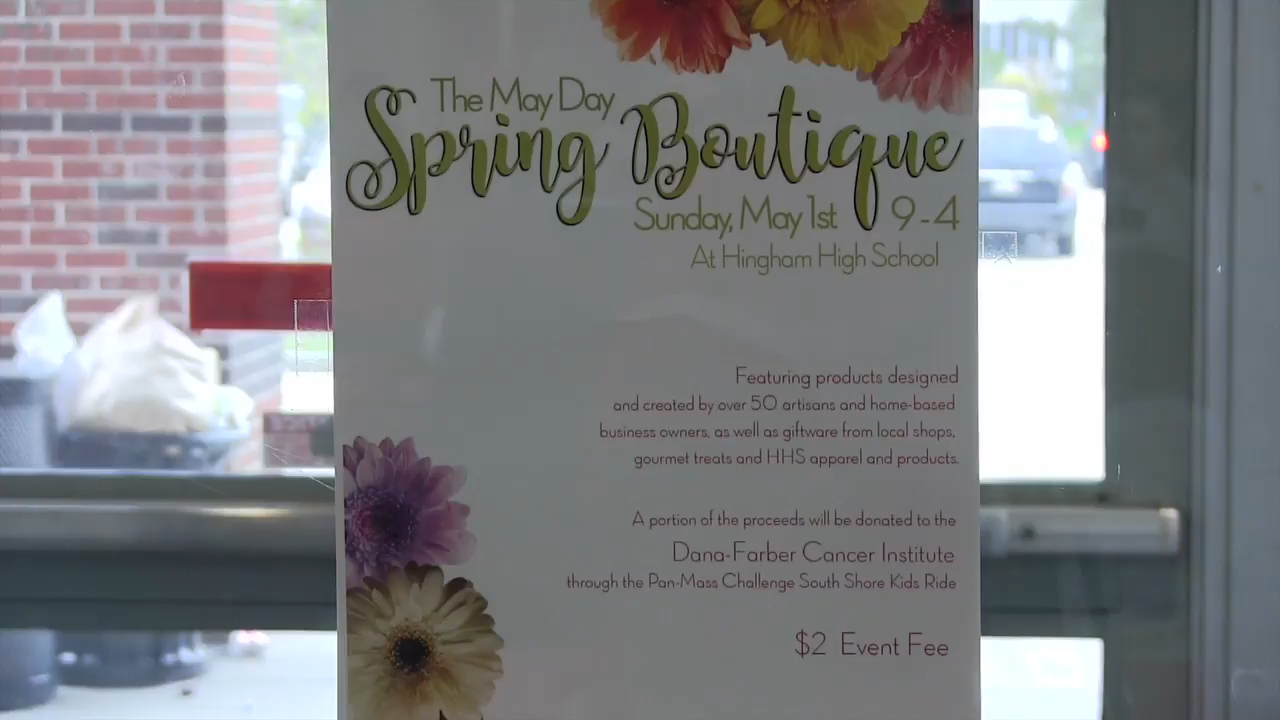 The May Day
Spring Boutique
Sunday, May 1st 9-4
At Hingham High School
Featuring products designed
and created by over 50 artisans and home-based
business owners, as well as giftware from local shops,
gourmet treats and HHS apparel and products.
A portion of the proceeds will be donated to the
Dana-Farber Cancer Institute
through the Pan-Mass Challenge South Shore Kids Ride
$2 Event Fee